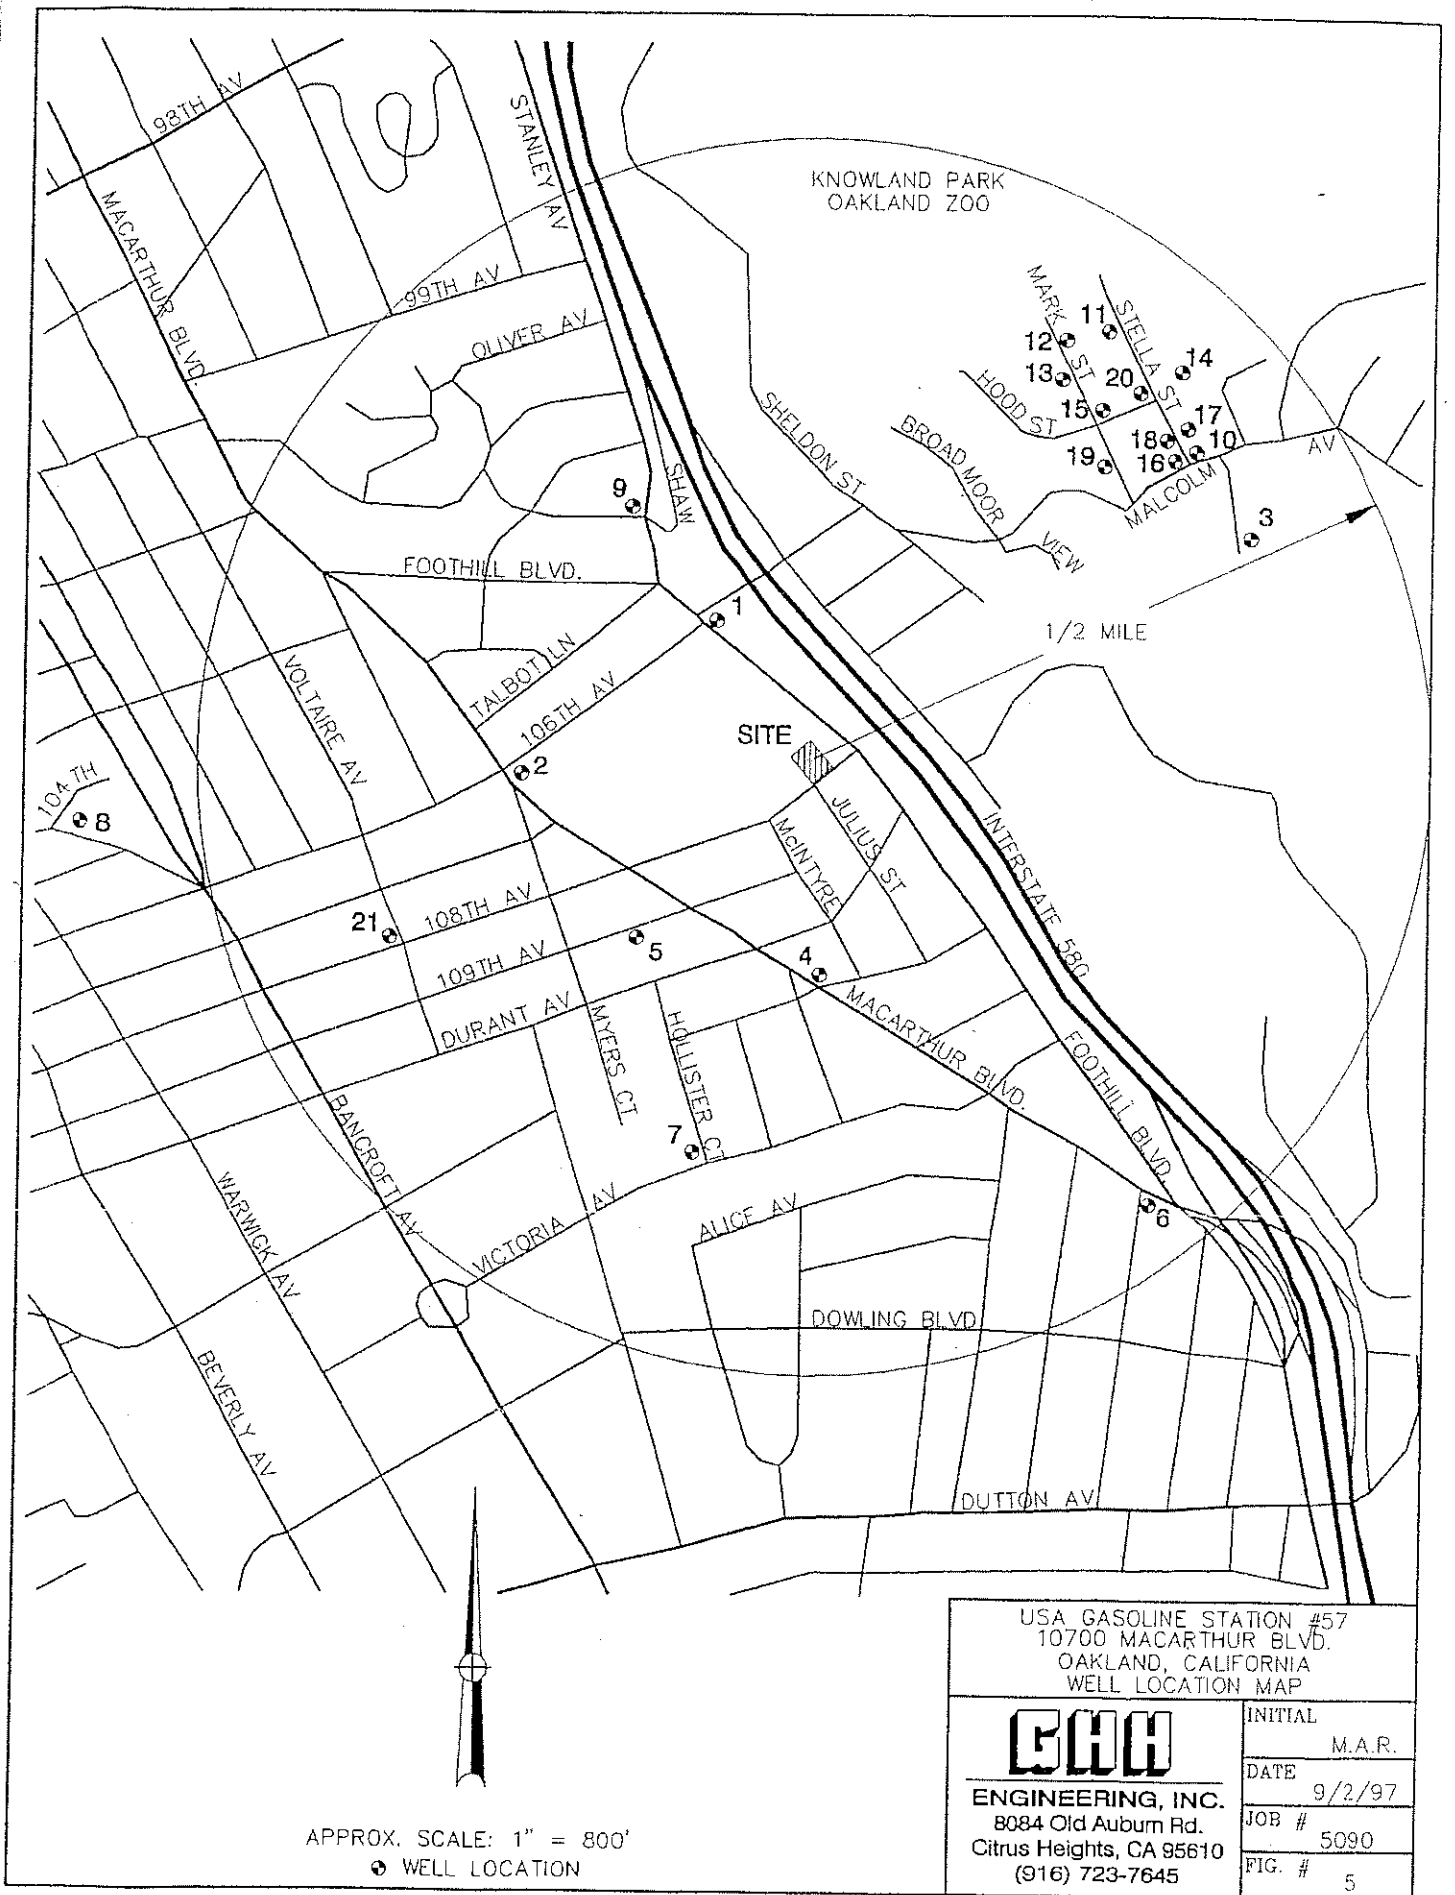 98TH AV
STANLEY AV
KNOWLAND PARK
OAKLAND ZOO
MACARTHUR BLVD.
99TH AV
OLIVER AV
MARK ST
STELLA ST
11
12
13
14
20
HOOD ST
15
17
18
10
16
19
SHELDON ST
BROADMOOR
VIEW
MALCOLM AV
3
SHAW
9
FOOTHILL BLVD.
1
1/2 MILE
TALBOT LN
106TH AV
VOLTAIRE AV
SITE
2
104TH
8
JULIUS ST
McINTYRE
INTERSTATE 580
21
108TH AV
5
109TH AV
4
DURANT AV
MYERS CT
HOLLISTER CT
MACARTHUR BLVD.
FOOTHILL BLVD.
7
BANCROFT AV
WARWICK AV
VICTORIA AV
ALICE AV
6
DOWLING BLVD
BEVERLY AV
DUTTON AV
USA GASOLINE STATION #57
10700 MACARTHUR BLVD.
OAKLAND, CALIFORNIA
WELL LOCATION MAP
GHH
ENGINEERING, INC.
8084 Old Auburn Rd.
Citrus Heights, CA 95610
(916) 723-7645
INITIAL
M.A.R.
DATE
9/2/97
JOB #
5090
FIG. #
5
APPROX. SCALE: 1" = 800'
WELL LOCATION